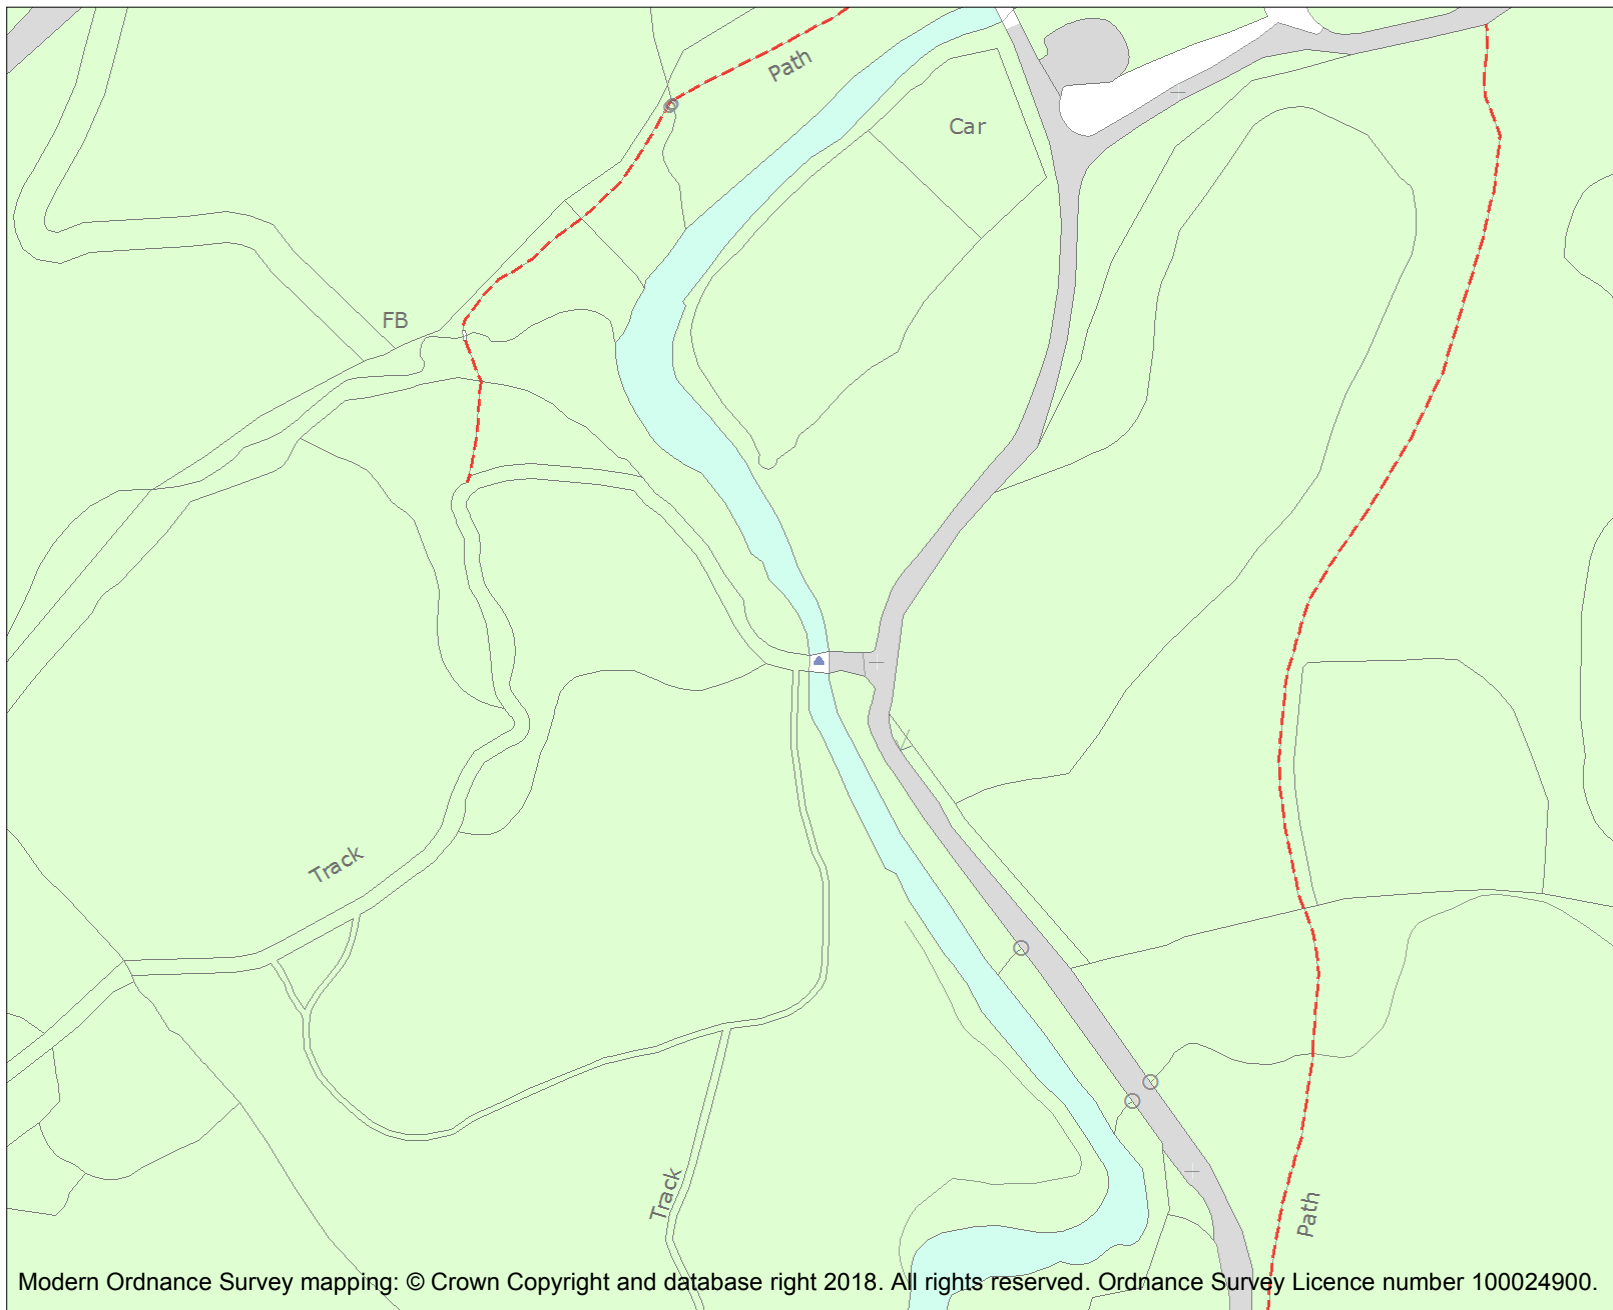 Path
Car
FB
Track
Track
Path
Modern Ordnance Survey mapping: © Crown Copyright and database right 2018. All rights reserved. Ordnance Survey Licence number 100024900.